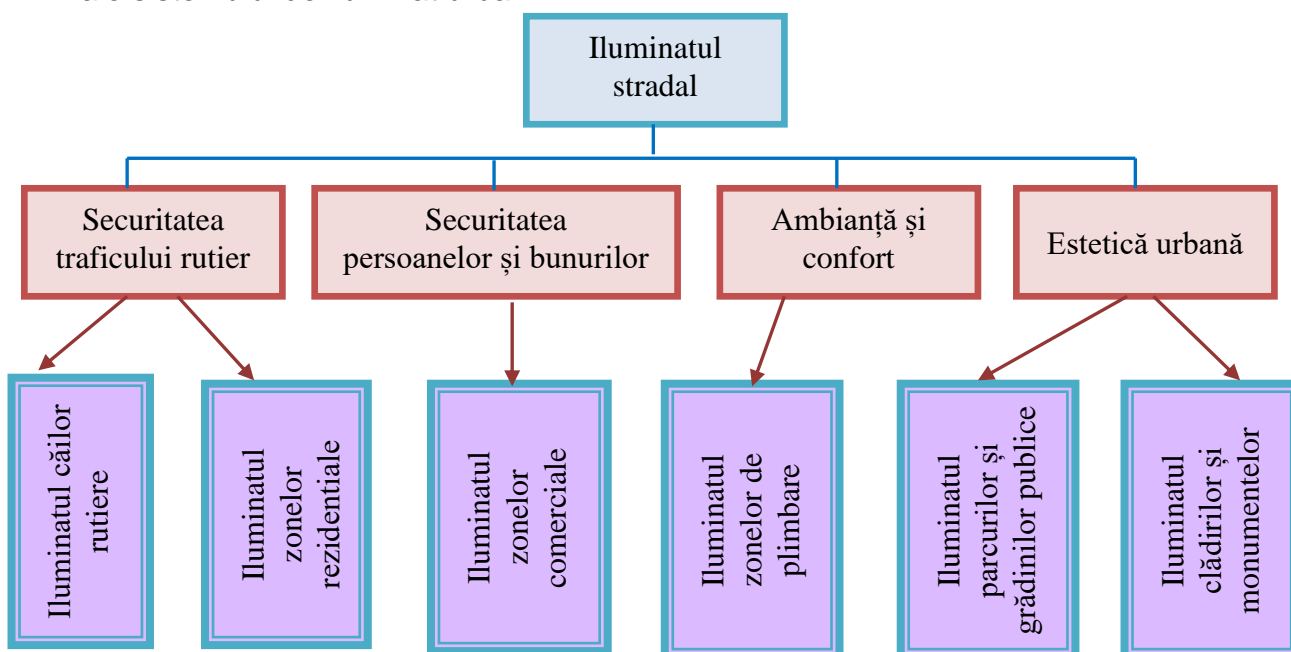 Iluminatul
stradal
Securitatea
traficului rutier
Securitatea
persoanelor și bunurilor
Ambianță și
confort
Estetică urbană
Iluminatul căilor
rutiere
Iluminatul
zonelor
rezidentiale
Iluminatul
zonelor
comerciale
Iluminatul
zonelor de
plimbare
Iluminatul
parcurilor și
grădinilor publice
Iluminatul
clădirilor și
monumentelor